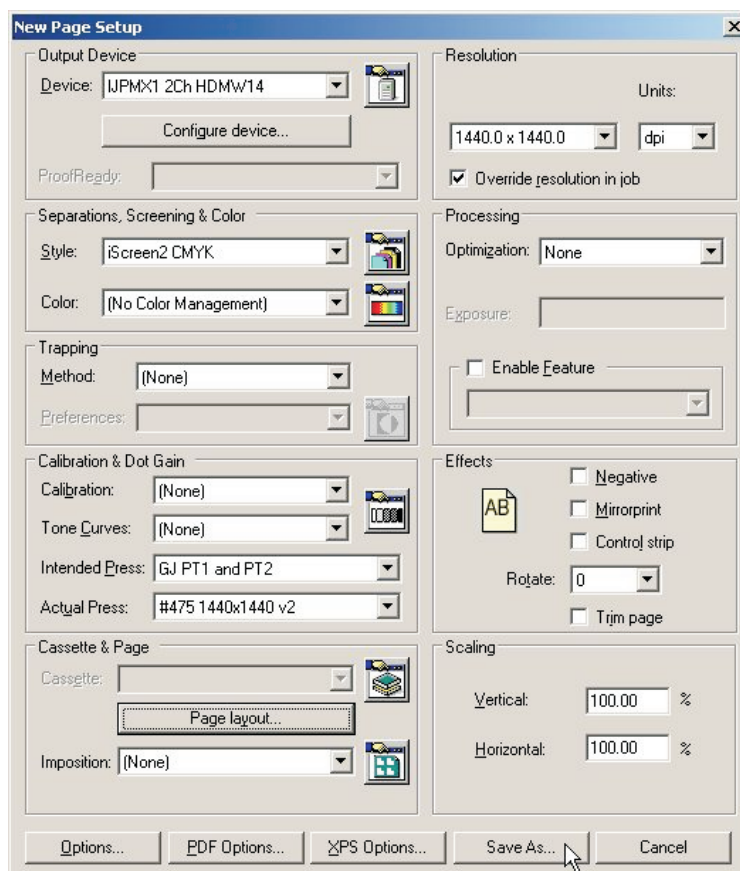 New Page Setup
Output Device
Device: IJPMX1 2Ch HDMW14
Configure device...
ProofReady:
Resolution
Units:
1440.0 x 1440.0 dpi
Override resolution in job
Separations, Screening & Color
Style: iScreen2 CMYK
Color: (No Color Management)
Processing
Optimization: None
Exposure:
Enable Feature
Trapping
Method: (None)
Preferences:
Calibration & Dot Gain
Calibration: (None)
Tone Curves: (None)
Intended Press: GJ PT1 and PT2
Actual Press: #475 1440x1440 v2
Effects
AB
Negative
Mirrorprint
Control strip
Rotate: 0
Trim page
Cassette & Page
Cassette:
Page layout...
Imposition: (None)
Scaling
Vertical: 100.00 %
Horizontal: 100.00 %
Options... PDF Options... XPS Options... Save As... Cancel